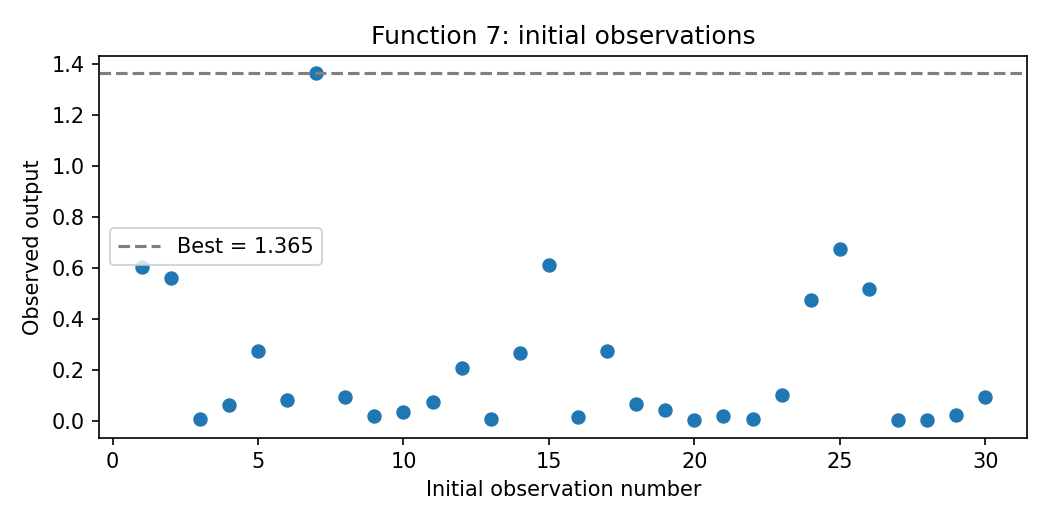 Function 7: initial observations
1.4
1.2
1.0
0.8
0.6
0.4
0.2
0.0
Observed output
Best = 1.365
0 5 10 15 20 25 30
Initial observation number